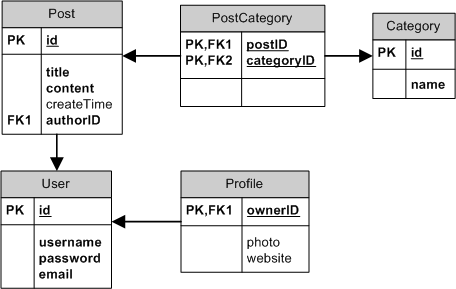 Post
PK id
title
content
createTime
FK1 authorID
PostCategory
PK,FK1 postID
PK,FK2 categoryID
Category
PK id
name
User
PK id
username
password
email
Profile
PK,FK1 ownerID
photo
website